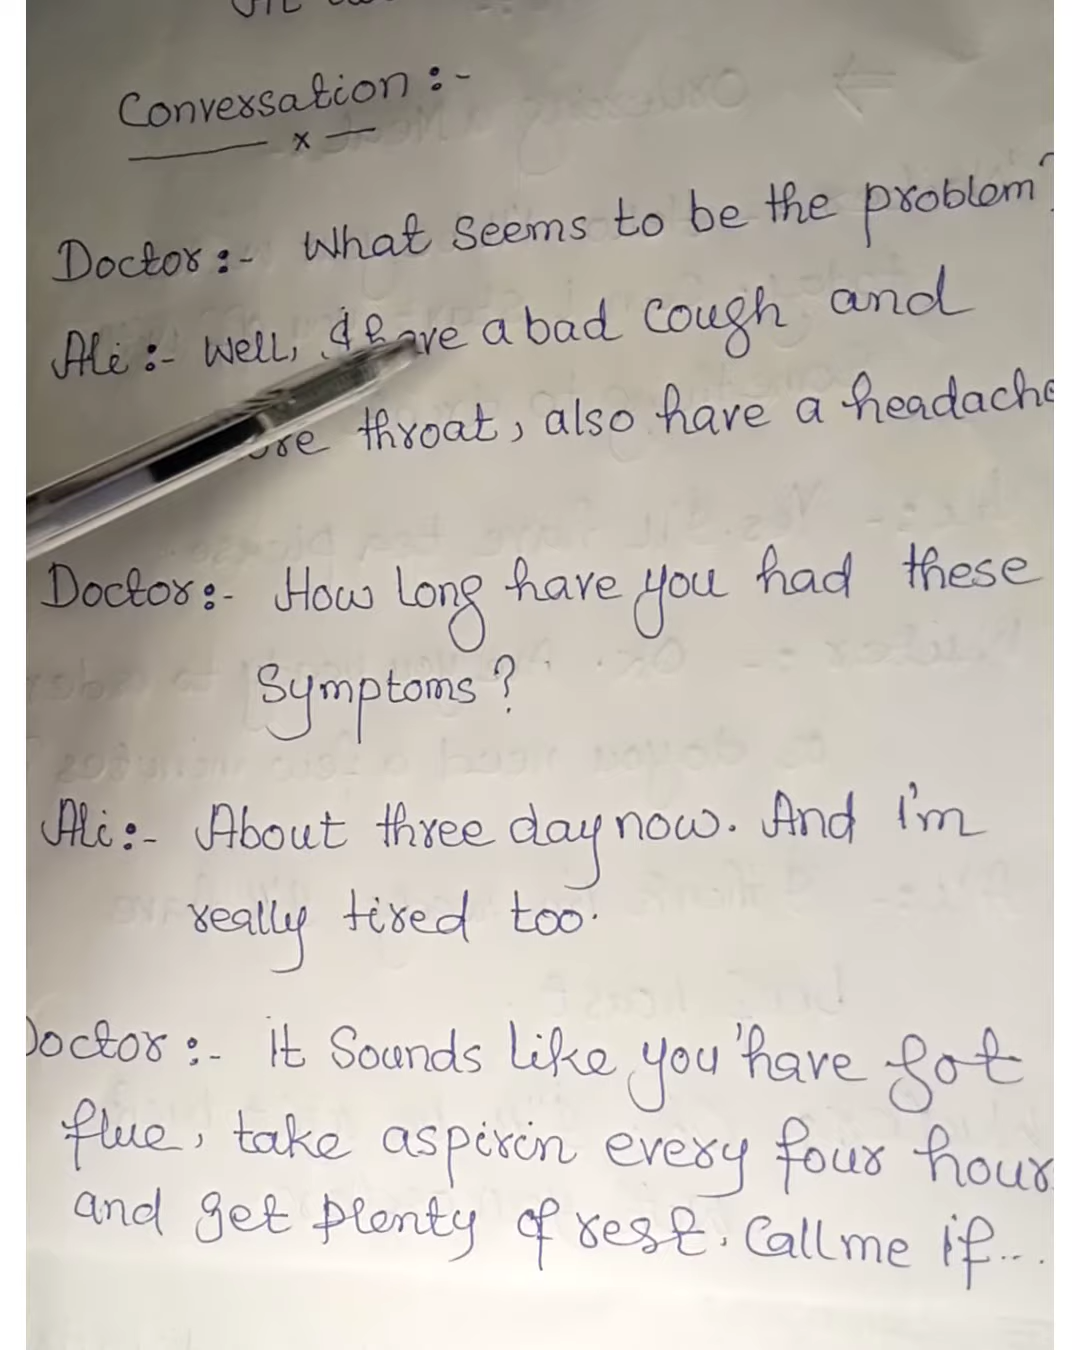 Conversation :-
x
Doctor :- What seems to be the problem?
Ali :- Well, I have a bad cough and
throat, also have a headache
Doctor :- How long have you had these
Symptoms ?
Ali :- About three day now. And I'm
really tired too.
Doctor :- it Sounds like you'have got
flue, take aspirin every four hour
and get plenty of rest. Call me if...